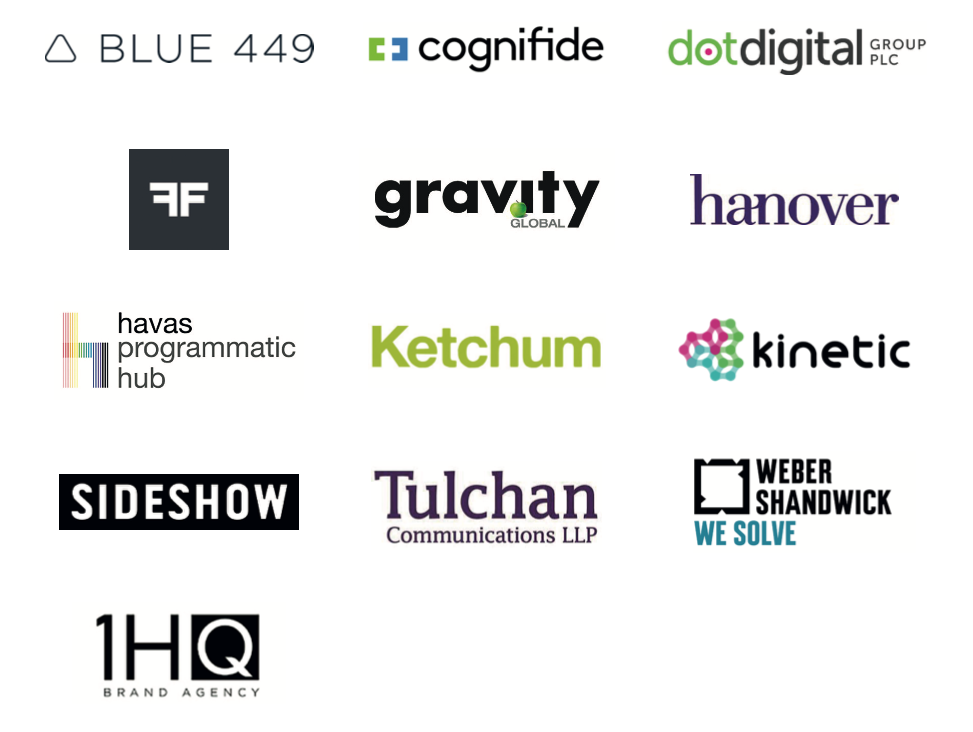 BLUE 449
cognifide
dotdigital GROUP
PLC
FF
gravity
GLOBAL
hanover
havas
programmatic
hub
Ketchum
kinetic
SIDESHOW
Tulchan
Communications LLP
WEBER
SHANDWICK
WE SOLVE
1HQ
BRAND AGENCY